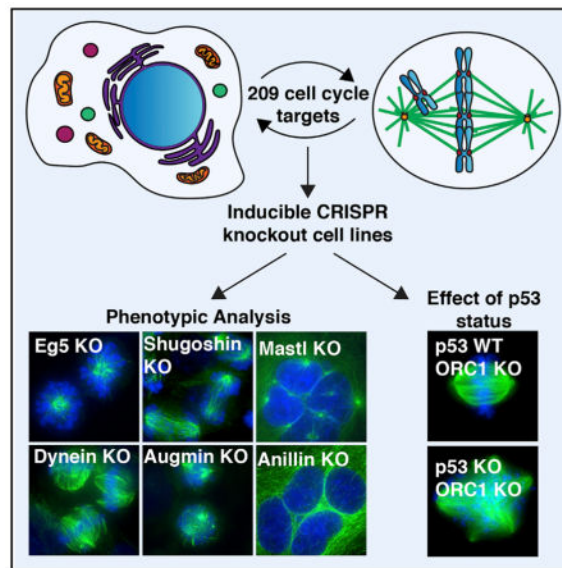 209 cell cycle
targets
Inducible CRISPR
knockout cell lines
Phenotypic Analysis
Eg5 KO
Shugoshin
KO
Mastl KO
Dynein KO
Augmin KO
Anillin KO
Effect of p53
status
p53 WT
ORC1 KO
p53 KO
ORC1 KO